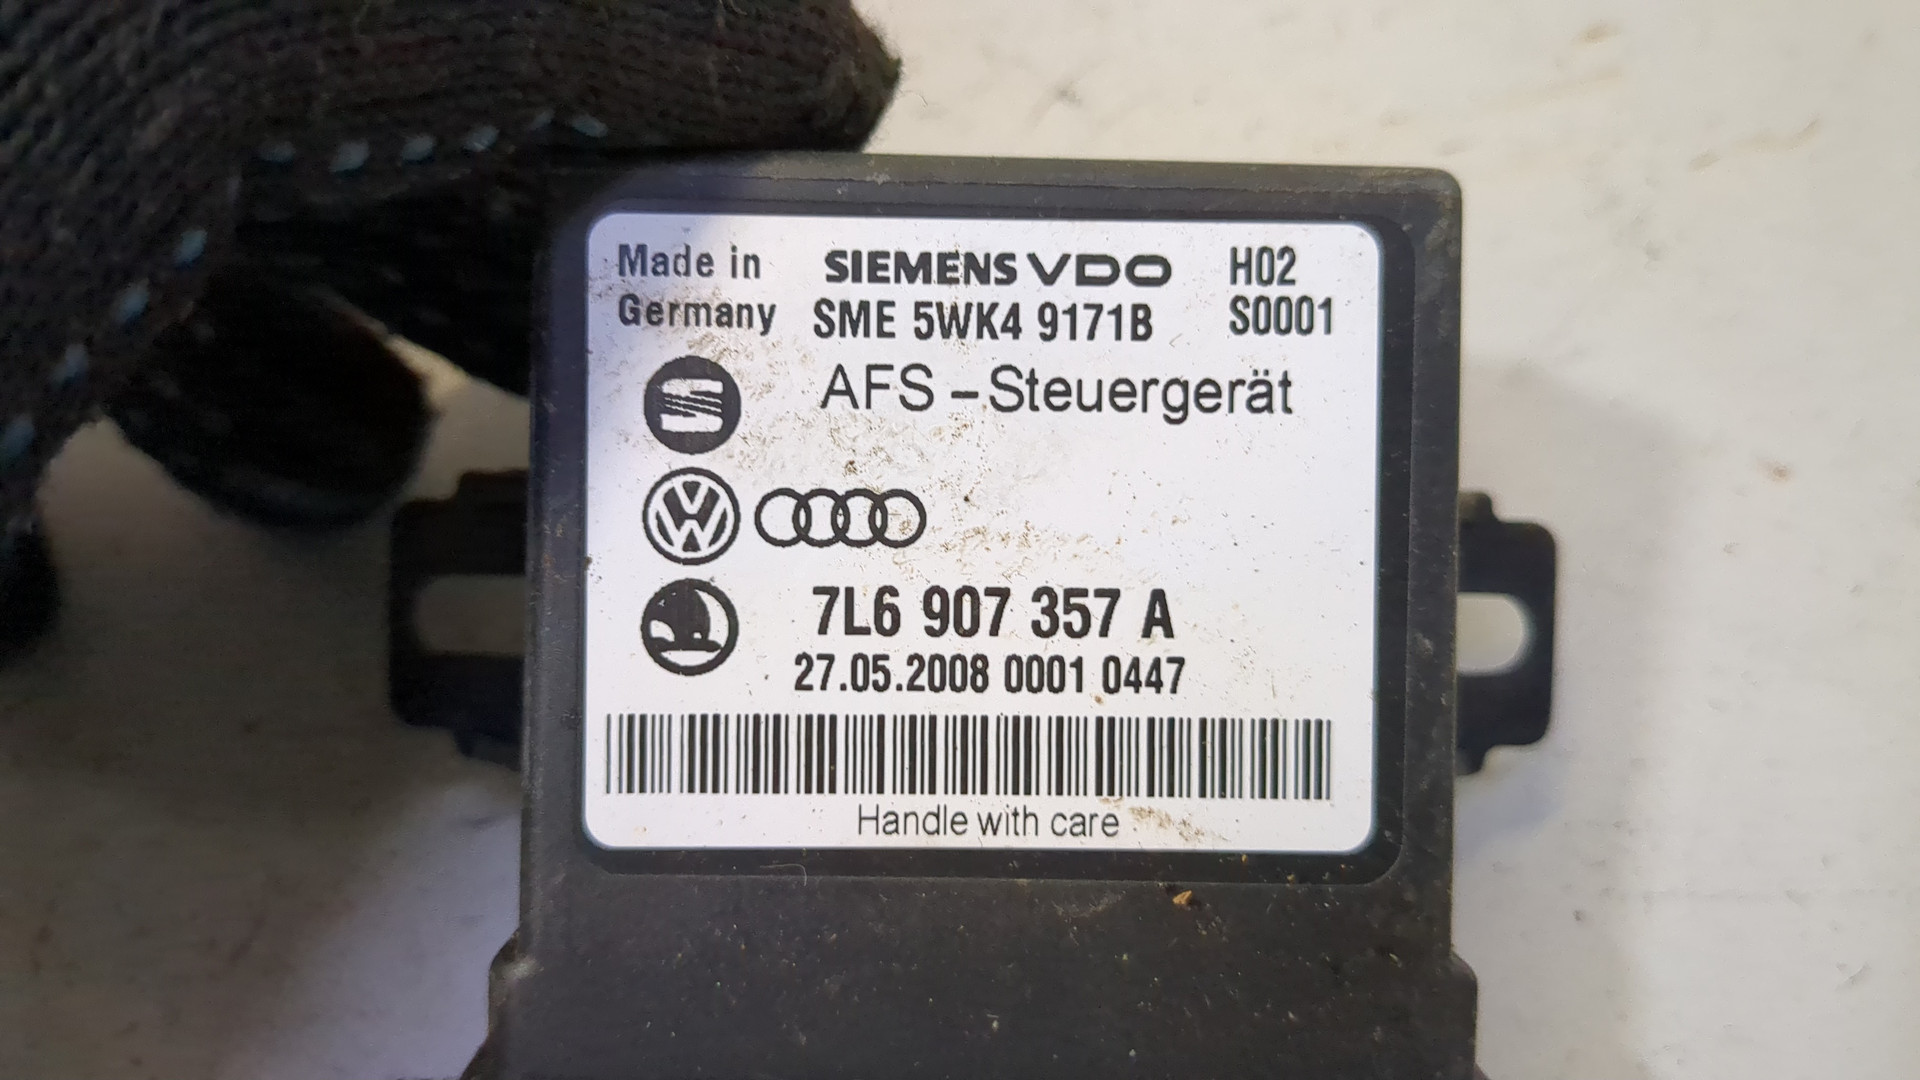 Made in SIEMENS VDO H02
Germany SME 5WK4 9171B S0001
AFS -Steuergerät
7L6 907 357 A
27.05.2008 0001 0447
Handle with care